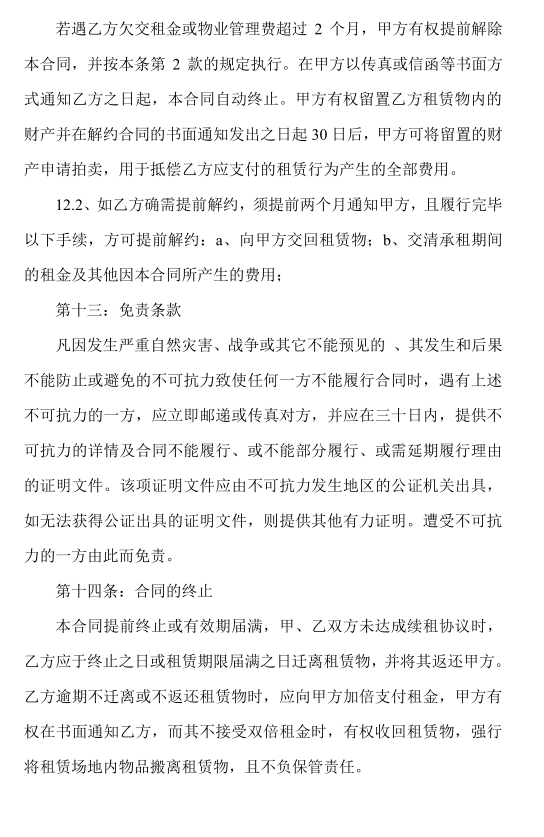 若遇乙方欠交租金或物业管理费超过 2 个月，甲方有权提前解除
本合同，并按本条第 2 款的规定执行。在甲方以传真或信函等书面方
式通知乙方之日起，本合同自动终止。甲方有权留置乙方租赁物内的
财产并在解约合同的书面通知发出之日起 30 日后，甲方可将留置的财
产申请拍卖，用于抵偿乙方应支付的租赁行为产生的全部费用。
12.2、如乙方确需提前解约，须提前两个月通知甲方，且履行完毕
以下手续，方可提前解约：a、向甲方交回租赁物；b、交清承租期间
的租金及其他因本合同所产生的费用；
第十三：免责条款
凡因发生严重自然灾害、战争或其它不能预见的 、其发生和后果
不能防止或避免的不可抗力致使任何一方不能履行合同时，遇有上述
不可抗力的一方，应立即邮递或传真对方，并应在三十日内，提供不
可抗力的详情及合同不能履行、或不能部分履行、或需延期履行理由
的证明文件。该项证明文件应由不可抗力发生地区的公证机关出具，
如无法获得公证出具的证明文件，则提供其他有力证明。遭受不可抗
力的一方由此而免责。
第十四条：合同的终止
本合同提前终止或有效期届满，甲、乙双方未达成续租协议时，
乙方应于终止之日或租赁期限届满之日迁离租赁物，并将其返还甲方。
乙方逾期不迁离或不返还租赁物时，应向甲方加倍支付租金，甲方有
权在书面通知乙方，而其不接受双倍租金时，有权收回租赁物，强行
将租赁场地内物品搬离租赁物，且不负保管责任。